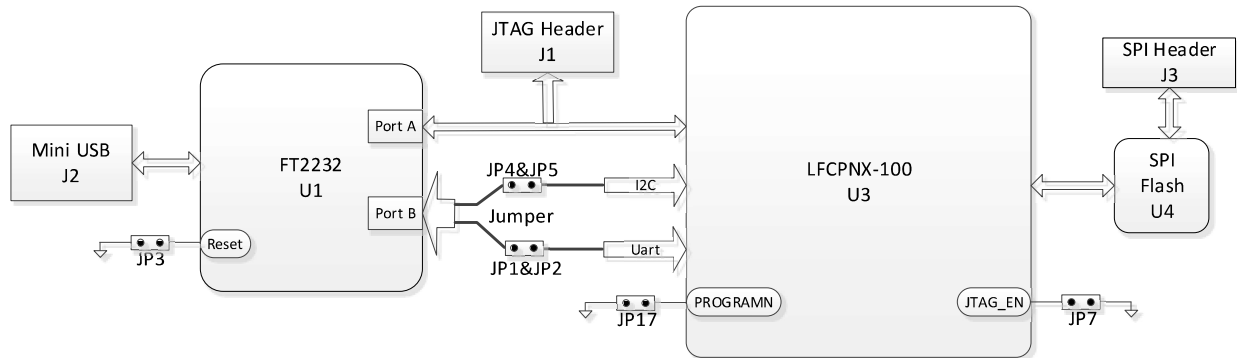 JTAG Header
J1
SPI Header
J3
Mini USB
J2
FT2232
U1
Port A
Port B
Reset
JP3
JP4&JP5
I2C
Jumper
Uart
JP1&JP2
LFCPNX-100
U3
PROGRAMN
JP17
JTAG_EN
JP7
SPI
Flash
U4